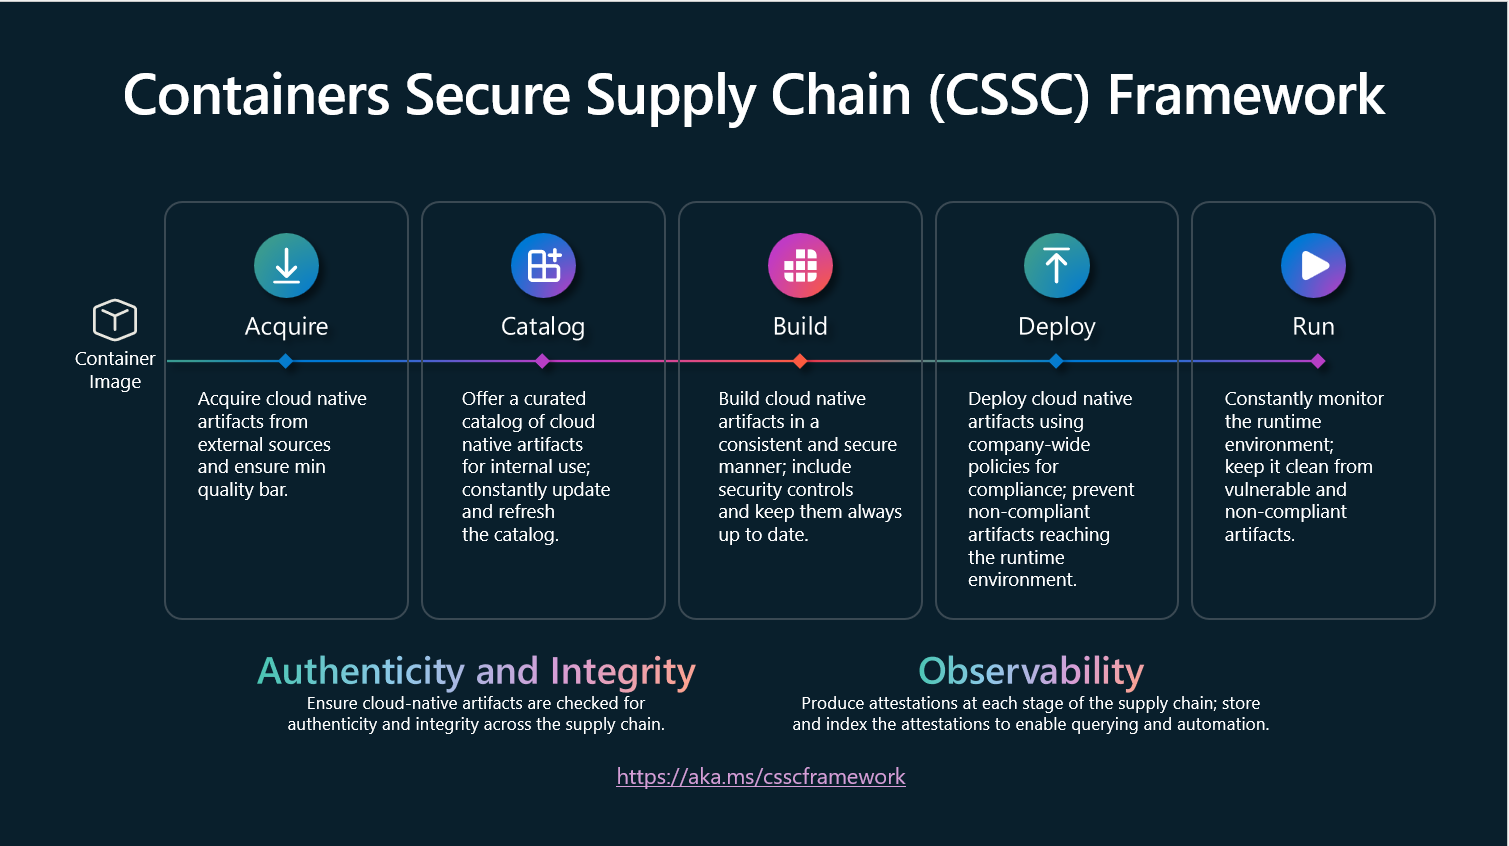 Containers Secure Supply Chain (CSSC) Framework
Container
Image
Acquire
Acquire cloud native
artifacts from
external sources
and ensure min
quality bar.
Catalog
Offer a curated
catalog of cloud
native artifacts
for internal use;
constantly update
and refresh
the catalog.
Build
Build cloud native
artifacts in a
consistent and secure
manner; include
security controls
and keep them always
up to date.
Deploy
Deploy cloud native
artifacts using
company-wide
policies for
compliance; prevent
non-compliant
artifacts reaching
the runtime
environment.
Run
Constantly monitor
the runtime
environment;
keep it clean from
vulnerable and
non-compliant
artifacts.
Authenticity and Integrity
Ensure cloud-native artifacts are checked for
authenticity and integrity across the supply chain.
Observability
Produce attestations at each stage of the supply chain; store
and index the attestations to enable querying and automation.
https://aka.ms/csscframework